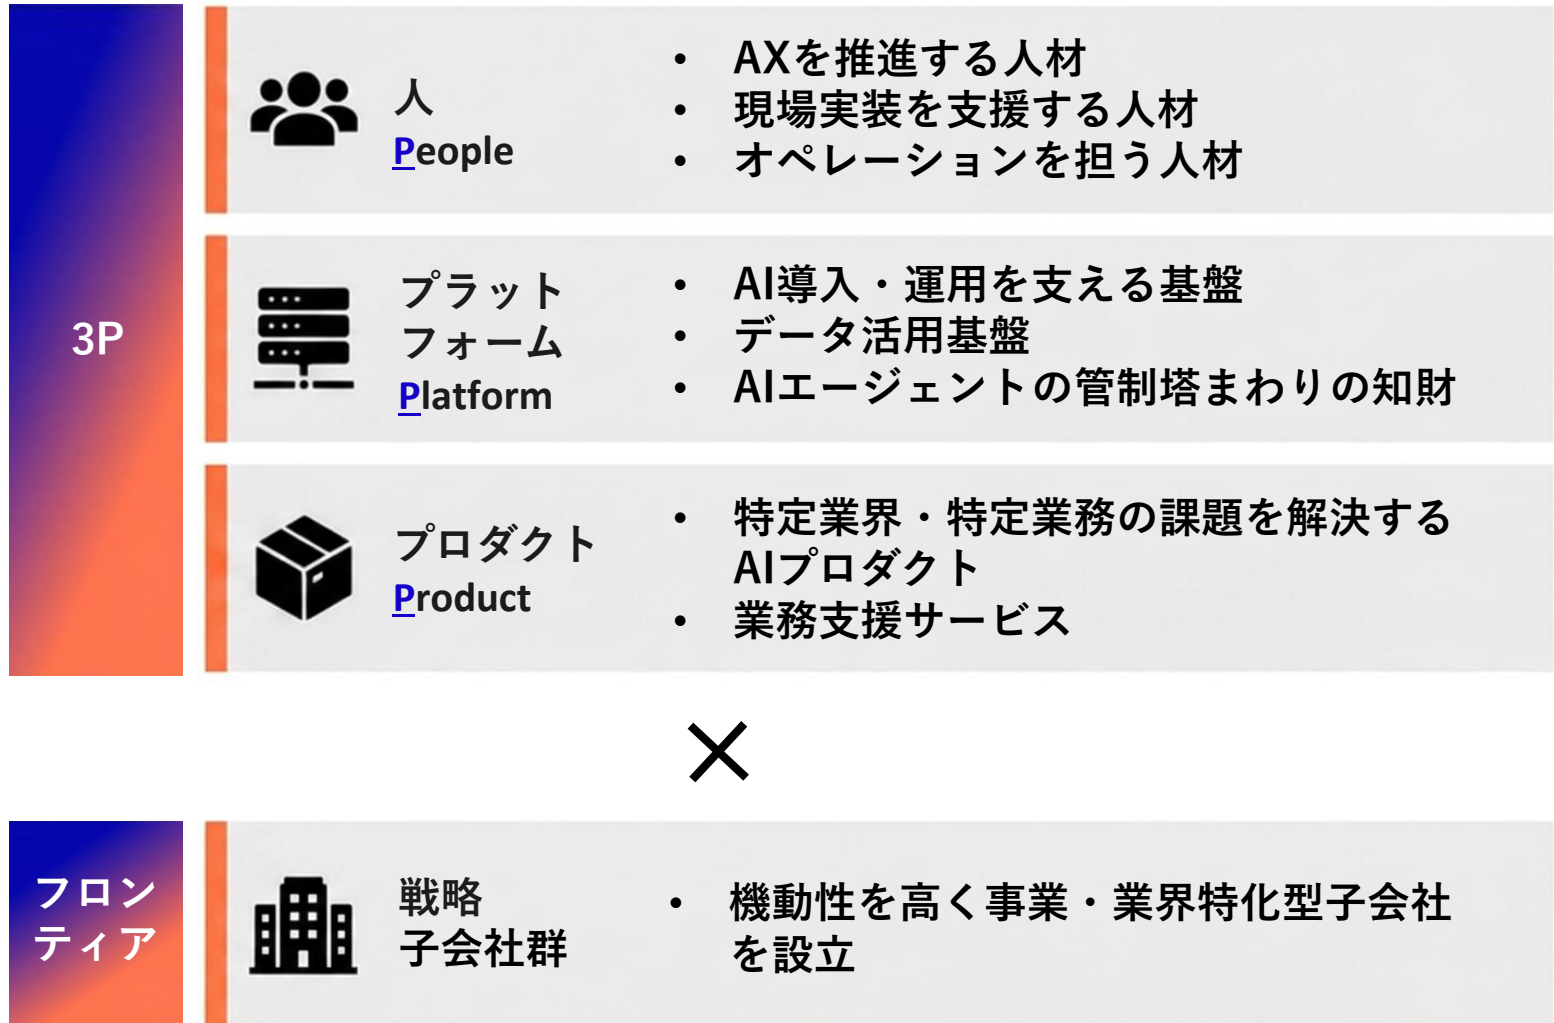 3P
人
People
• AXを推進する人材
• 現場実装を支援する人材
• オペレーションを担う人材
プラット
フォーム
Platform
• AI導入・運用を支える基盤
• データ活用基盤
• AIエージェントの管制塔まわりの知財
プロダクト
Product
• 特定業界・特定業務の課題を解決する
AIプロダクト
• 業務支援サービス
×
フロン
ティア
戦略
子会社群
• 機動性を高く事業・業界特化型子会社
を設立